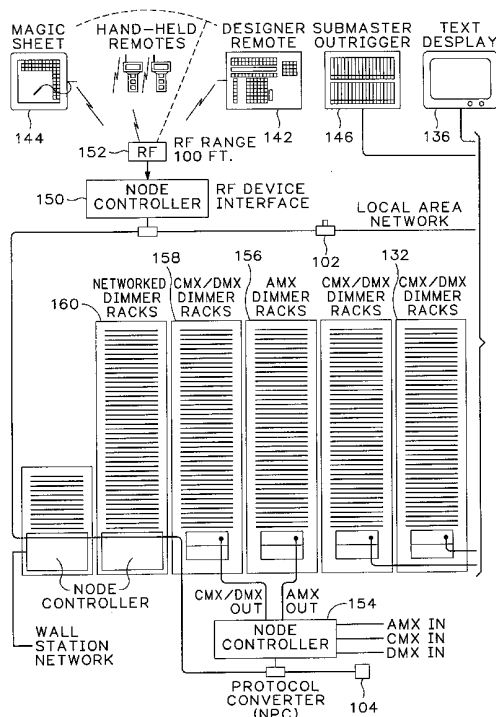 MAGIC
SHEET
HAND-HELD
REMOTES
DESIGNER
REMOTE
SUBMASTER
OUTRIGGER
TEXT
DISPLAY
144
142
146
136
152
RF
RF RANGE
100 FT.
150
NODE
CONTROLLER
RF DEVICE
INTERFACE
LOCAL AREA
NETWORK
102
160
158
156
132
NETWORKED
DIMMER
RACKS
CMX/DMX
DIMMER
RACKS
AMX
DIMMER
RACKS
CMX/DMX
DIMMER
RACKS
CMX/DMX
DIMMER
RACKS
NODE
CONTROLLER
WALL
STATION
NETWORK
CMX/DMX
OUT
AMX
OUT
154
NODE
CONTROLLER
AMX IN
CMX IN
DMX IN
PROTOCOL
CONVERTER
(NPC)
104